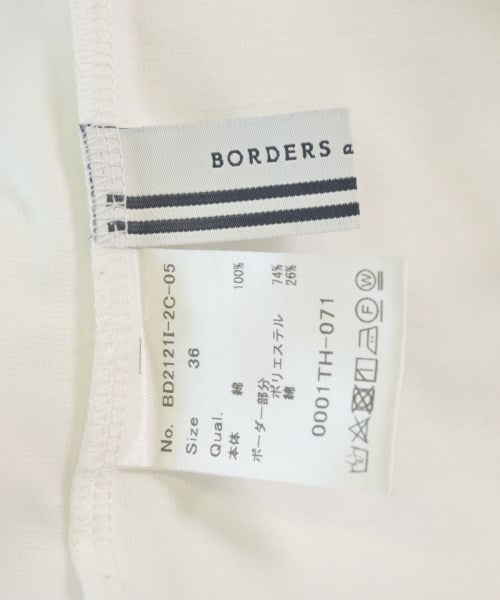 BORDERS a
No. BD2121I-2C-05
Size 36
Qual.
本体 綿 100%
ボーダー部分
ポリエステル 74%
綿 26%
0001TH-071